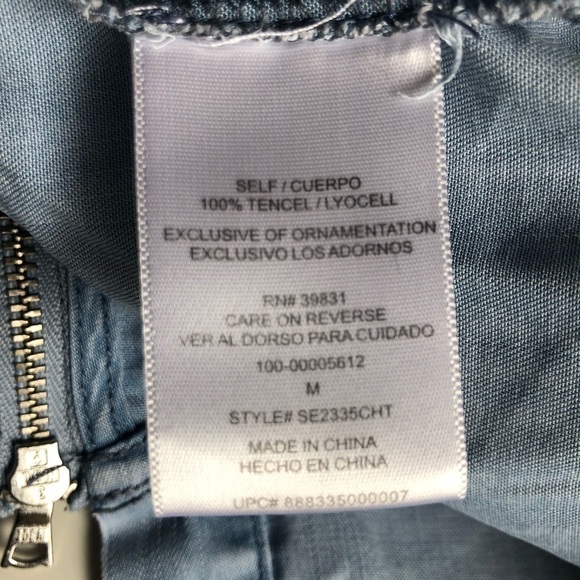 SELF / CUERPO
100% TENCEL / LYOCELL
EXCLUSIVE OF ORNAMENTATION
EXCLUSIVO LOS ADORNOS
RN# 39831
CARE ON REVERSE
VER AL DORSO PARA CUIDADO
100-00005612
M
STYLE# SE2335CHT
MADE IN CHINA
HECHO EN CHINA
UPC# 888335000007